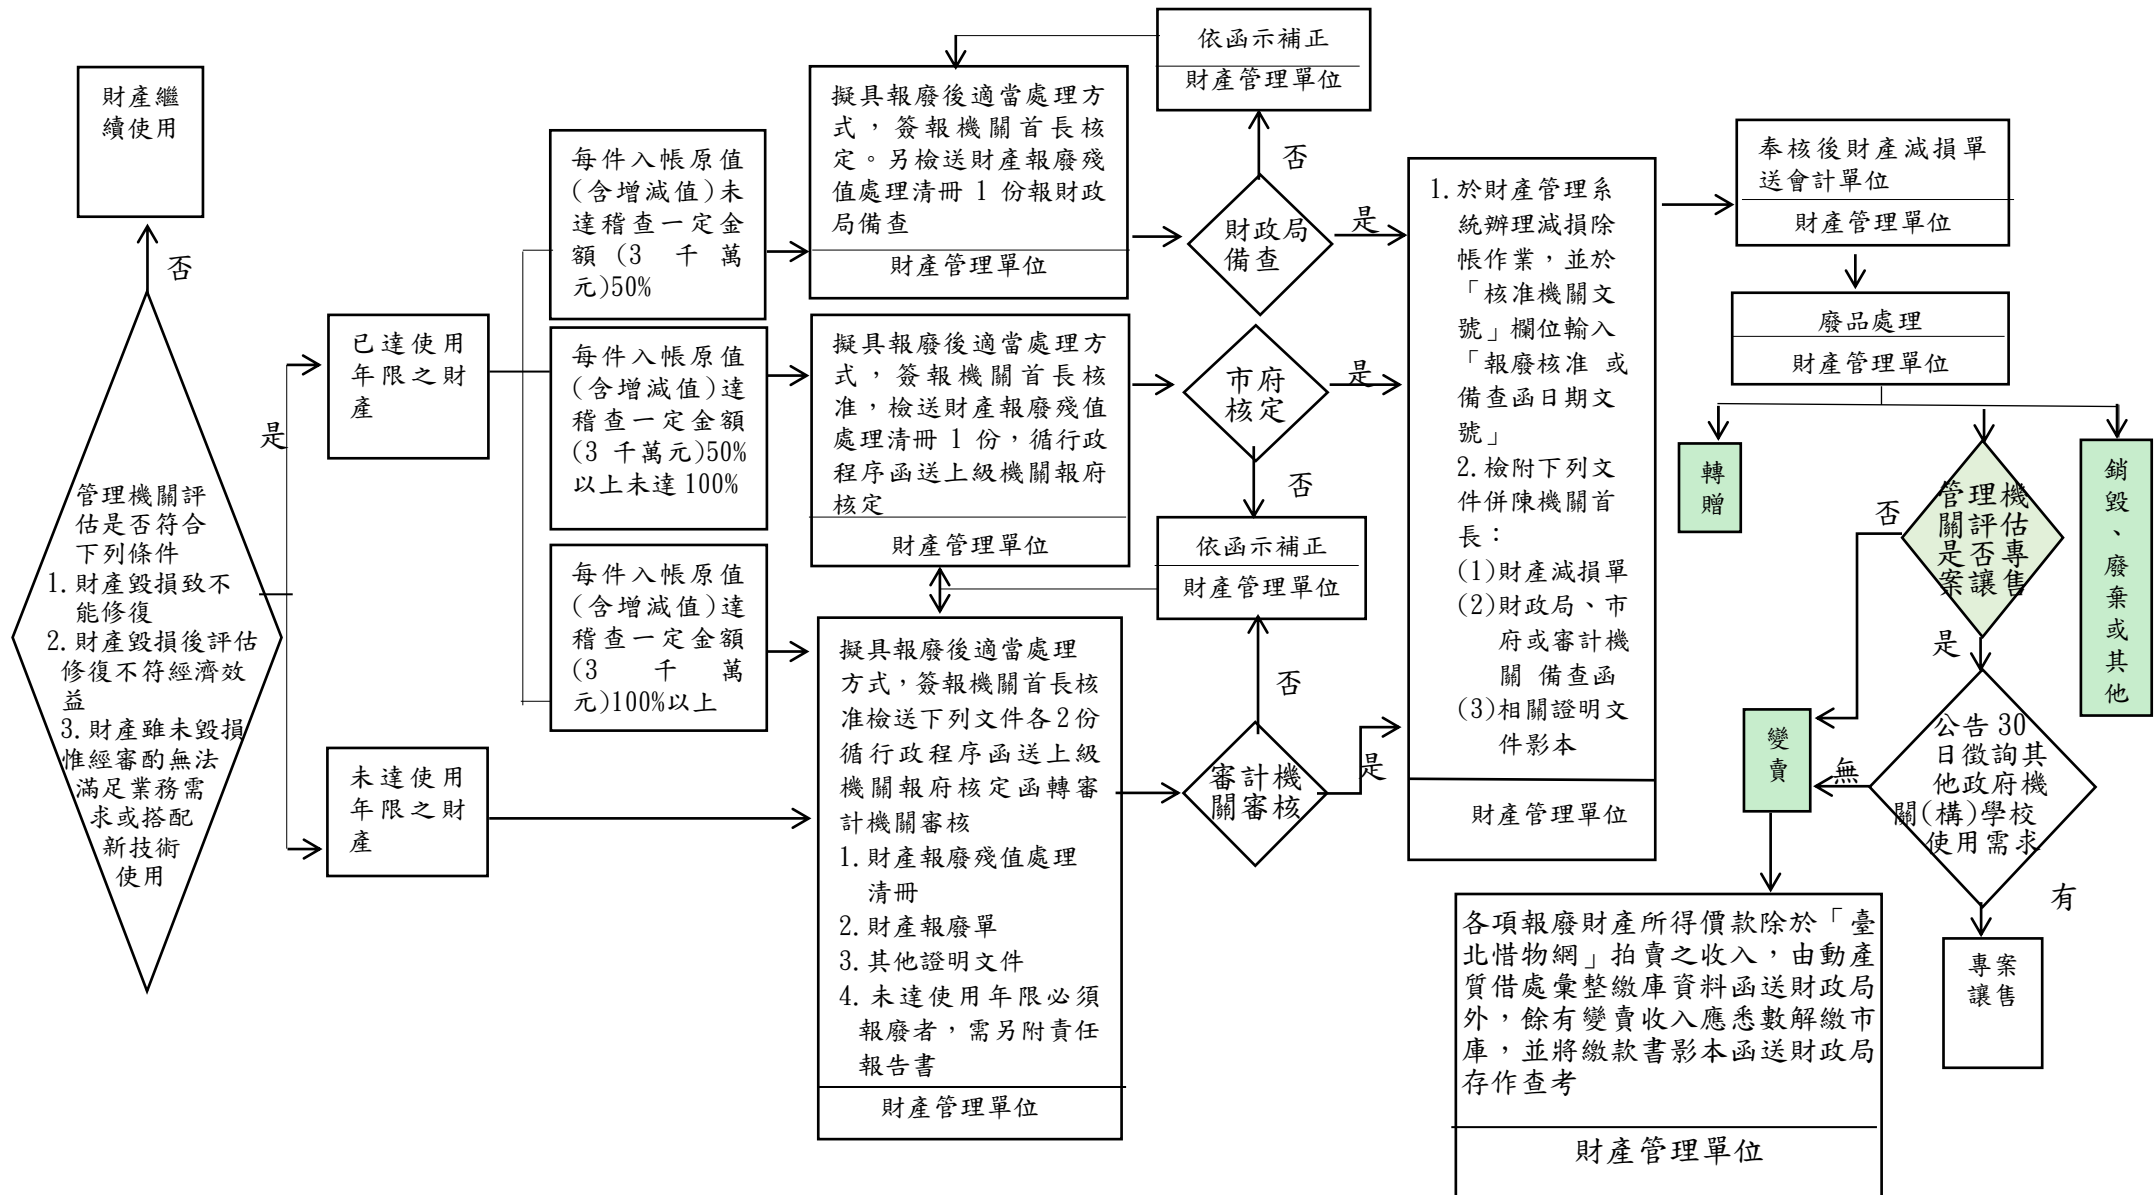 財產繼
續使用
否
管理機關評
估是否符合
下列條件
1.財產毀損致不
能修復
2.財產毀損後評估
修復不符經濟效
益
3.財產雖未毀損
惟經審酌無法
滿足業務需
求或搭配
新技術
使用
是
已達使用
年限之財
產
未達使用
年限之財
產
每件入帳原值
(含增減值)未
達稽查一定金
額(3 千萬
元)50%
每件入帳原值
(含增減值)達
稽查一定金額
(3 千萬元)50%
以上未達 100%
每件入帳原值
(含增減值)達
稽查一定金額
(3 千萬
元)100%以上
擬具報廢後適當處理方
式，簽報機關首長核
定。另檢送財產報廢殘
值處理清冊 1 份報財政
局備查
財產管理單位
擬具報廢後適當處理方
式，簽報機關首長核
准，檢送財產報廢殘值
處理清冊 1 份，循行政
程序函送上級機關報府
核定
財產管理單位
擬具報廢後適當處理
方式，簽報機關首長核
准檢送下列文件各2份
循行政程序函送上級
機關報府核定函轉審
計機關審核
1.財產報廢殘值處理
清冊
2.財產報廢單
3.其他證明文件
4.未達使用年限必須
報廢者，需另附責任
報告書
財產管理單位
依函示補正
財產管理單位
否
財政局
備查
是
市府
核定
是
否
依函示補正
財產管理單位
否
審計機
關審核
是
1.於財產管理系
統辦理減損除
帳作業，並於
「核准機關文
號」欄位輸入
「報廢核准 或
備查函日期文
號」
2.檢附下列文
件併陳機關首
長：
(1)財產減損單
(2)財政局、市
府或審計機
關 備查函
(3)相關證明文
件影本
財產管理單位
奉核後財產減損單
送會計單位
財產管理單位
廢品處理
財產管理單位
轉
贈
管理機
關評估
是否專
案讓售
否
是
銷
毀
、
廢
棄
或
其
他
變
賣
無
公告 30
日徵詢其
他政府機
關(構)學校
使用需求
有
專案
讓售
各項報廢財產所得價款除於「臺
北惜物網」拍賣之收入，由動產
質借處彙整繳庫資料函送財政局
外，餘有變賣收入應悉數解繳市
庫，並將繳款書影本函送財政局
存作查考
財產管理單位